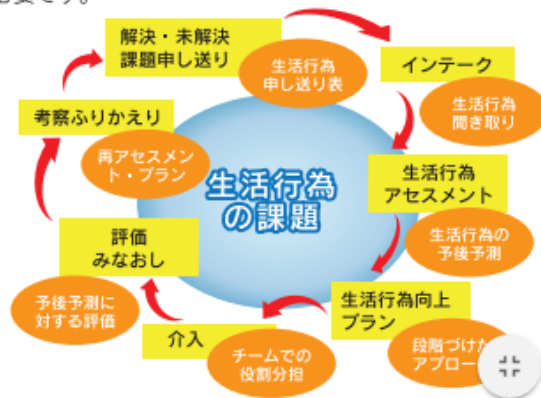 です。
解決・未解決
課題申し送り
生活行為
申し送り表
インテーク
生活行為
聞き取り
生活行為
アセスメント
生活行為の
予後予測
生活行為向上
プラン
段階づけた
アプロー
介入
チームでの
役割分担
評価
みなおし
予後予測に
対する評価
考察ふりかえり
再アセスメン
ト・プラン
生活行為
の課題